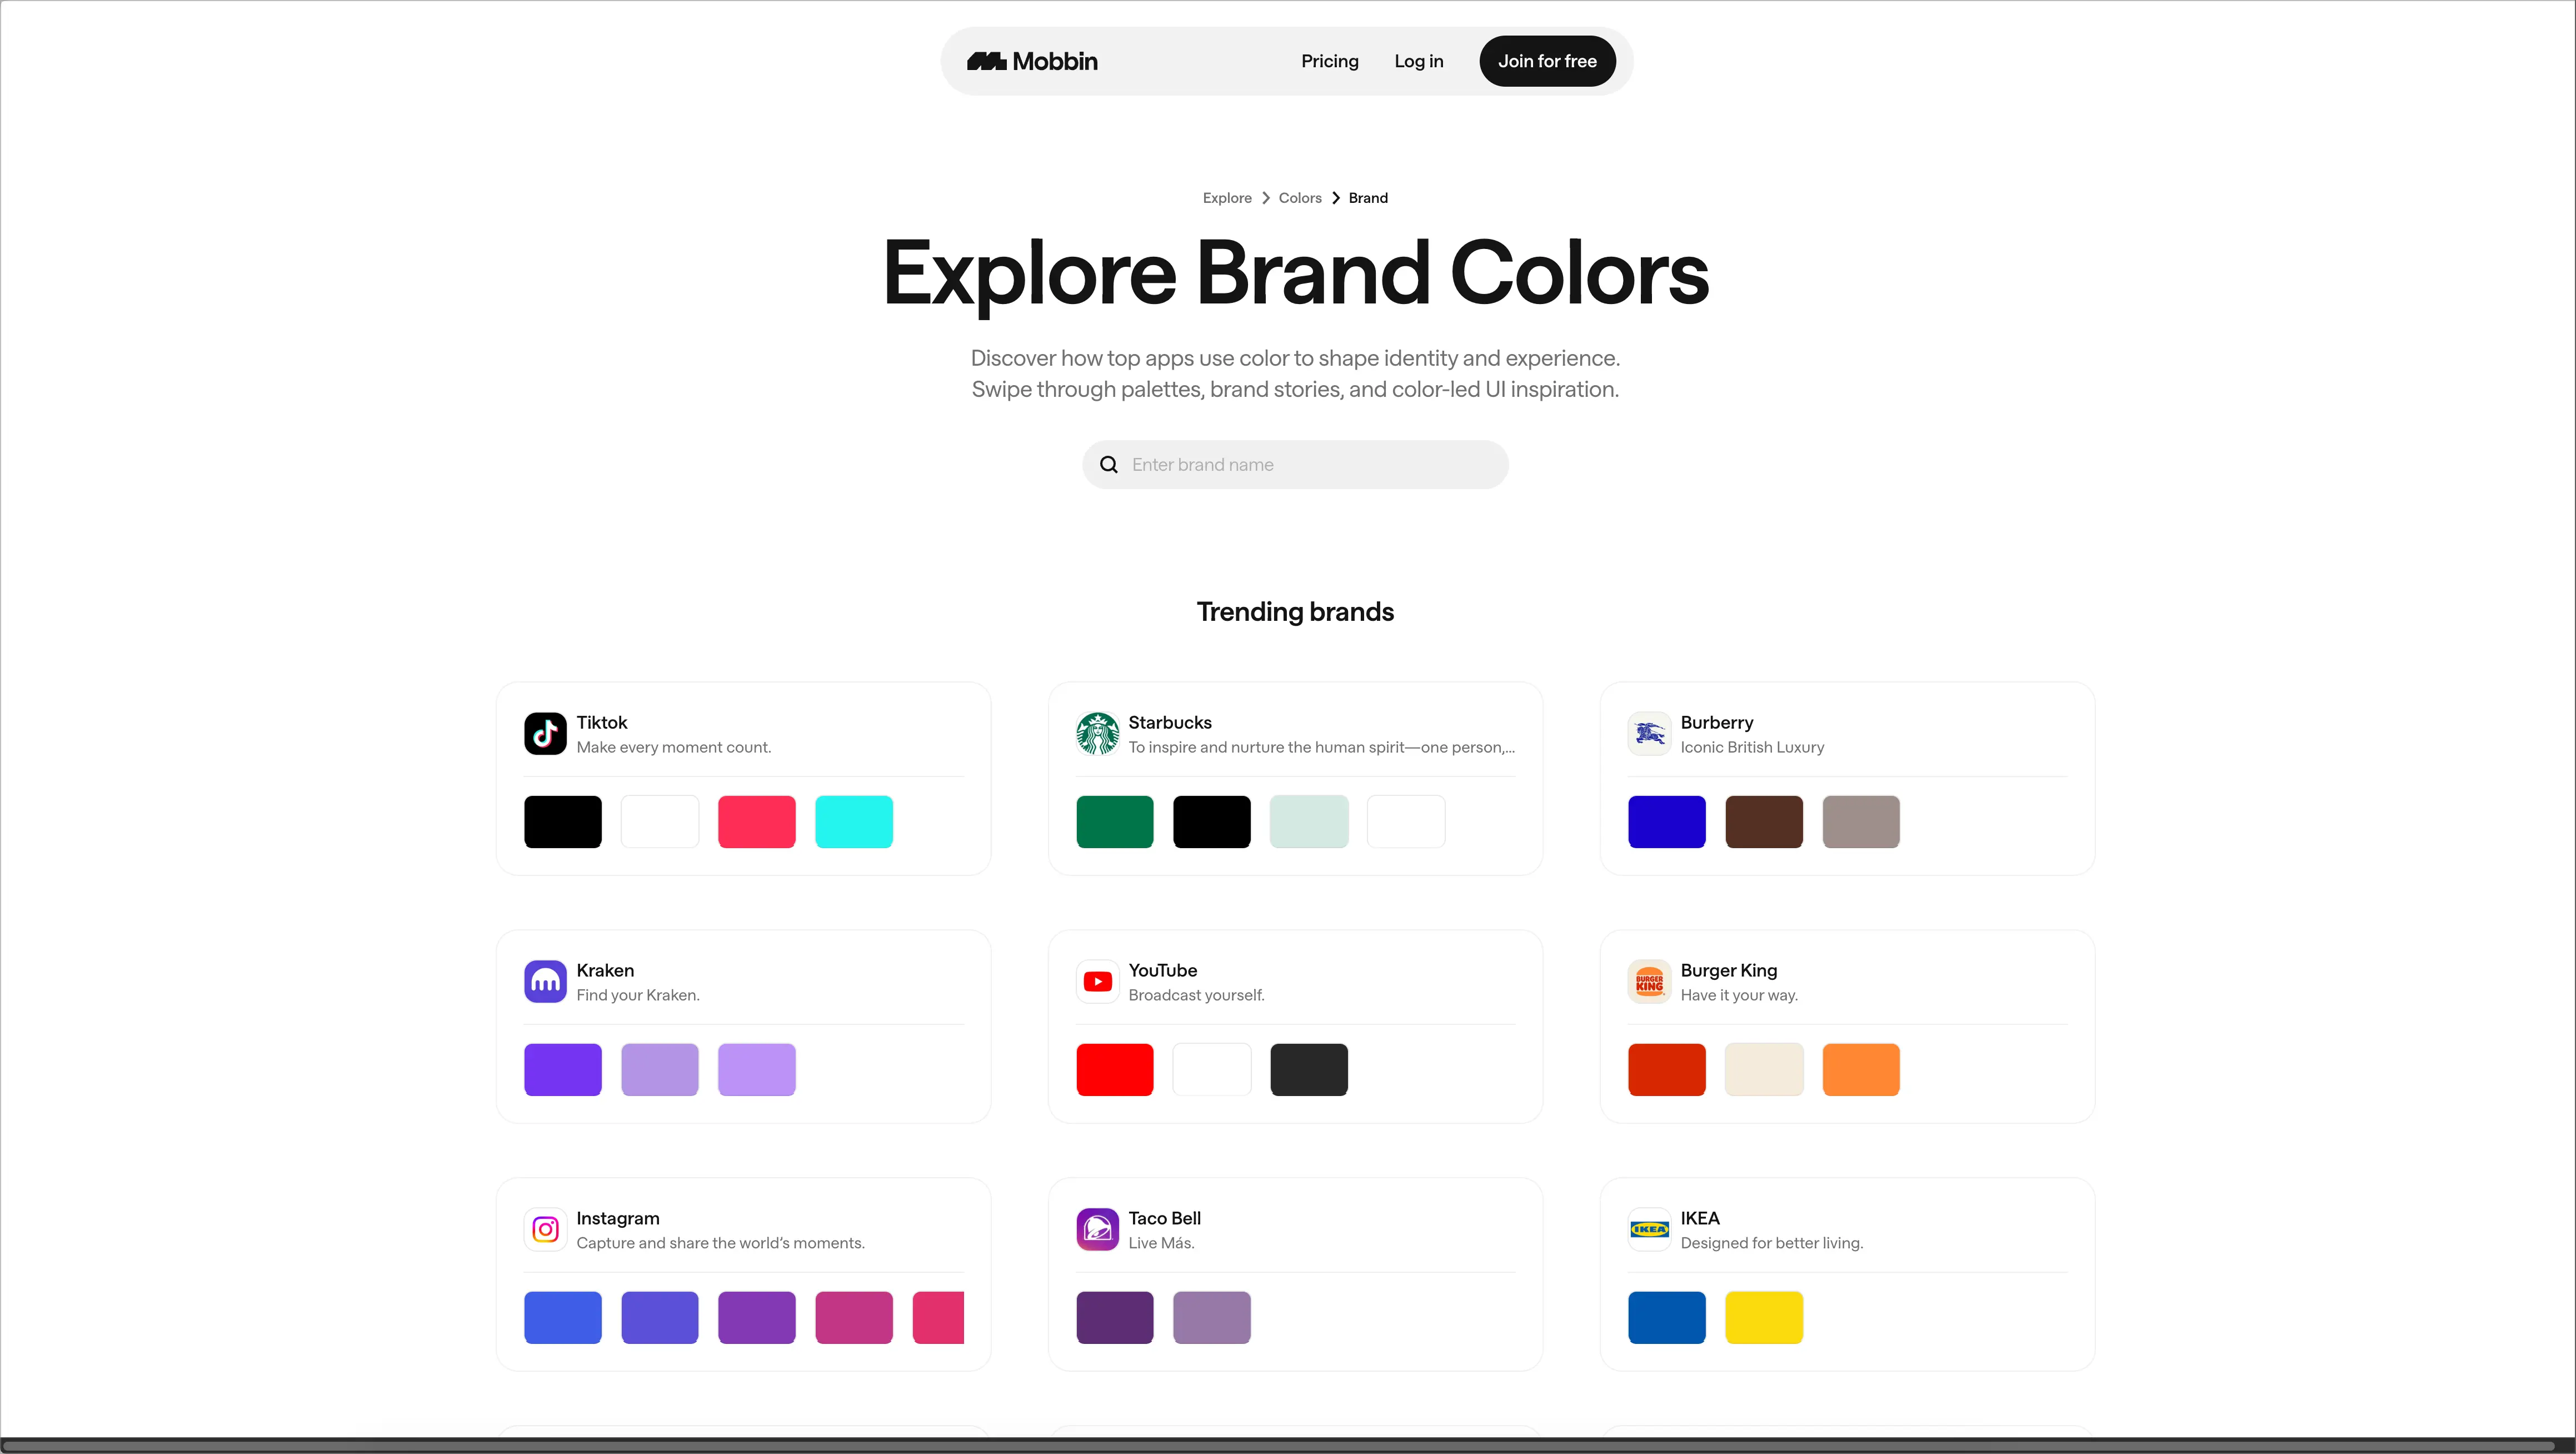 Mobbin
Pricing
Log in
Join for free
Explore
Colors
Brand
Explore Brand Colors
Discover how top apps use color to shape identity and experience.
Swipe through palettes, brand stories, and color-led UI inspiration.
Enter brand name
Trending brands
Tiktok
Make every moment count.
Starbucks
To inspire and nurture the human spirit—one person,...
Burberry
Iconic British Luxury
Kraken
Find your Kraken.
YouTube
Broadcast yourself.
BURGER
KING
Burger King
Have it your way.
Instagram
Capture and share the world's moments.
Taco Bell
Live Más.
IKEA
IKEA
Designed for better living.